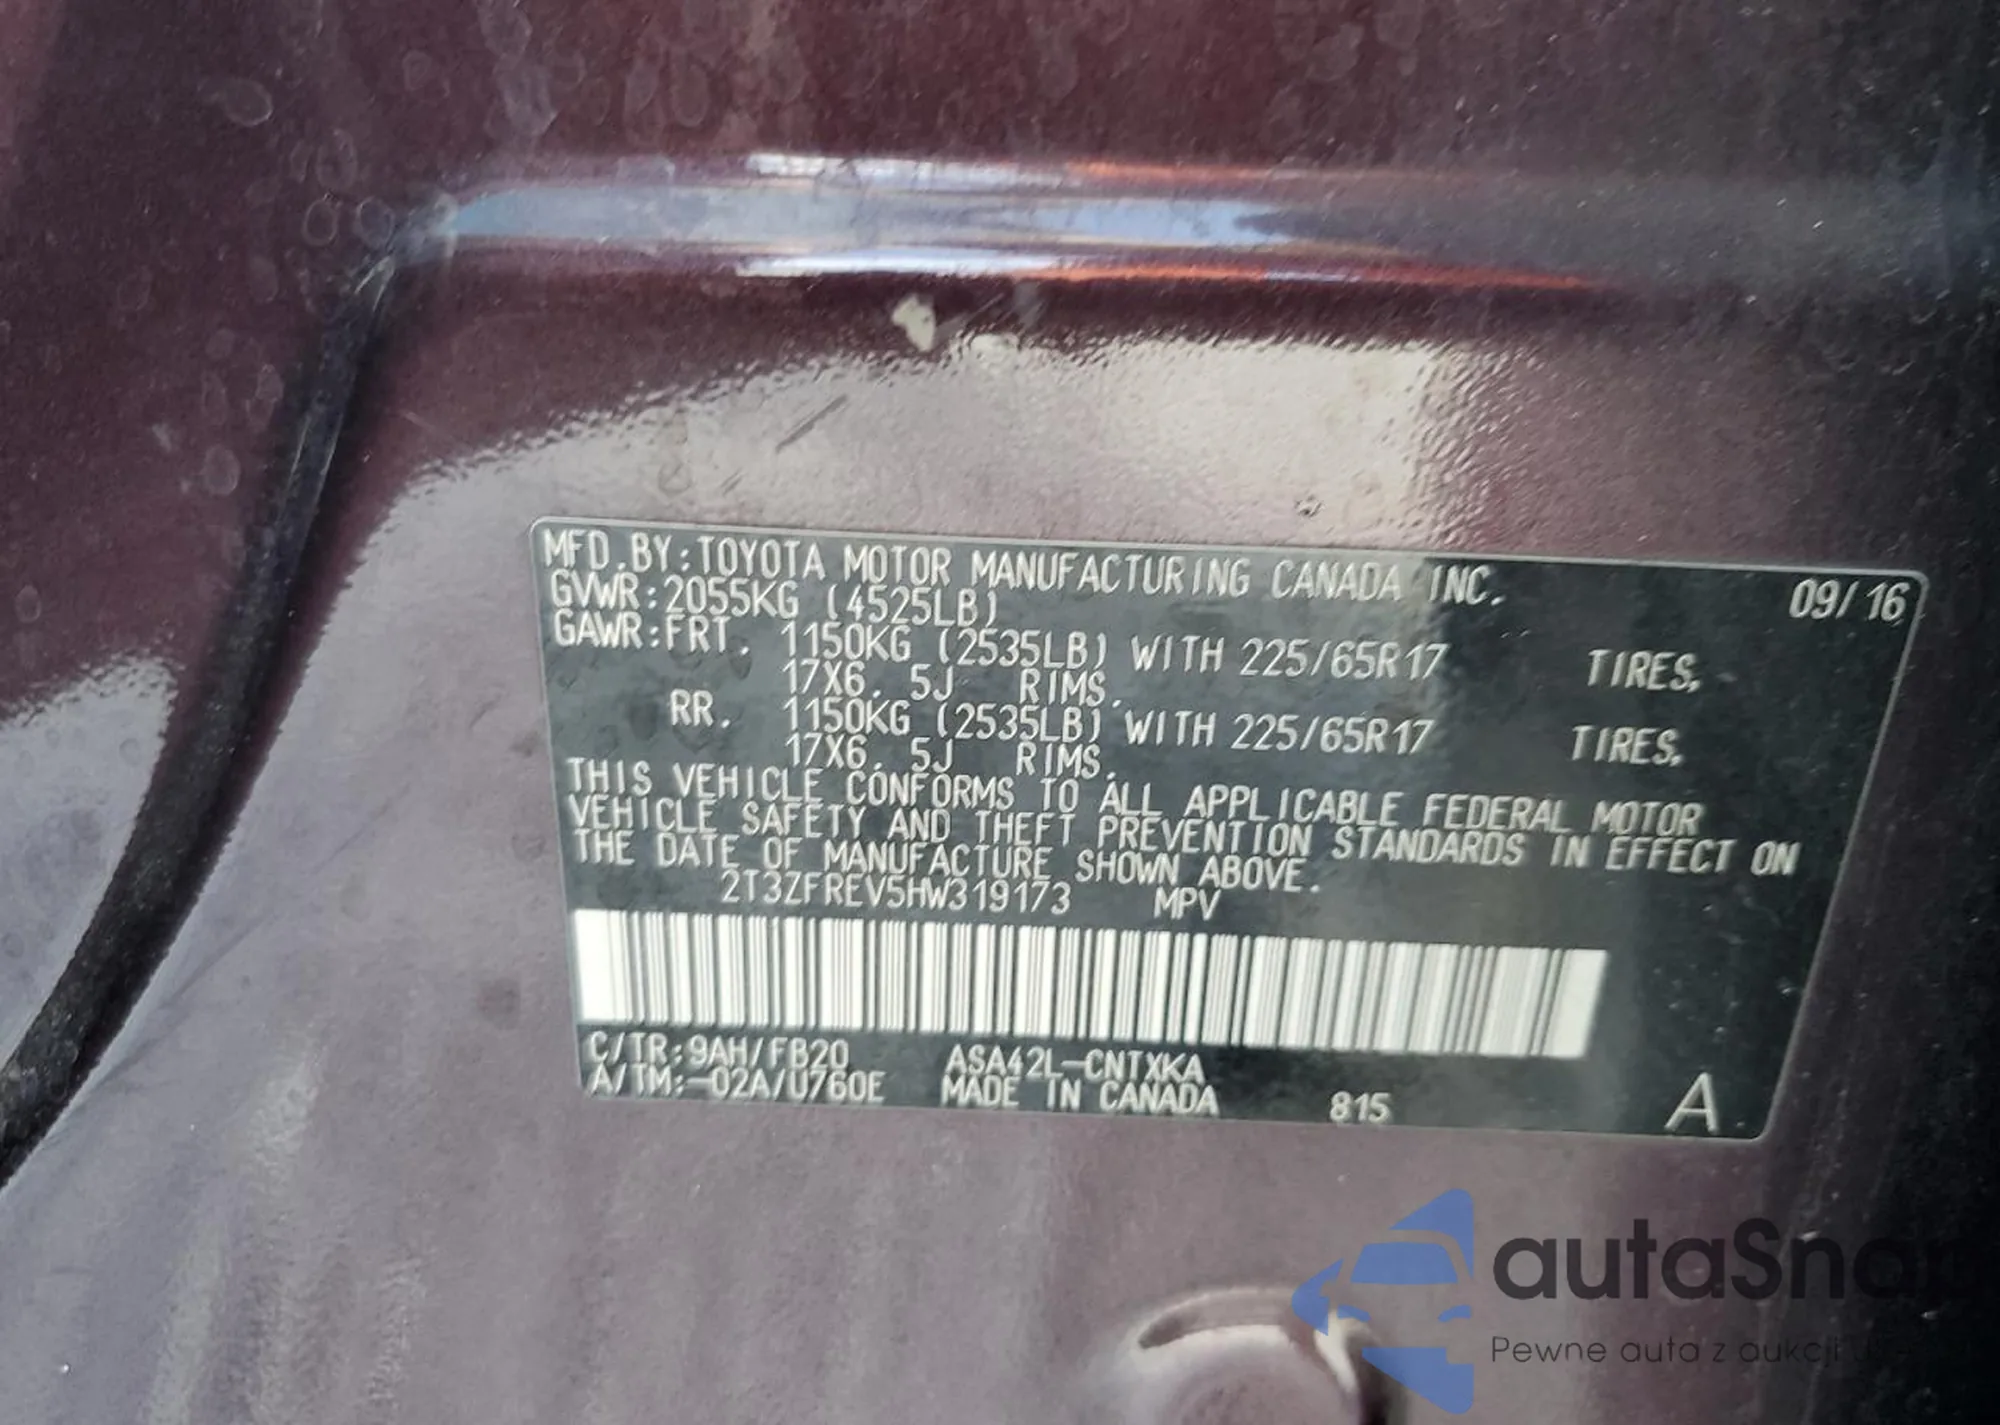 MFD.BY:TOYOTA MOTOR MANUFACTURING CANADA INC. 09/16
GVWR:2055KG (4525LB)
GAWR:FRT. 1150KG (2535LB) WITH 225/65R17 TIRES,
17X6. 5J RIMS.
RR. 1150KG (2535LB) WITH 225/65R17 TIRES,
17X6. 5J RIMS.
THIS VEHICLE CONFORMS TO ALL APPLICABLE FEDERAL MOTOR
VEHICLE SAFETY AND THEFT PREVENTION STANDARDS IN EFFECT ON
THE DATE OF MANUFACTURE SHOWN ABOVE.
2T3ZFREV5HW319173 MPV
C/TR:9AH/FB20 ASA42L-CNTXKA
A/TM:-02A/U760E MADE IN CANADA 815 A
autaSnap
Pewne auta z aukcji